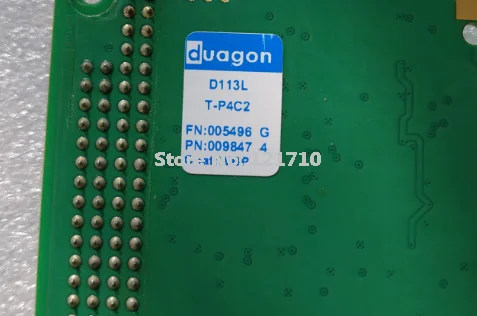 duagon
D113L
T-P4C2
FN:005496 G
PN:009847 4